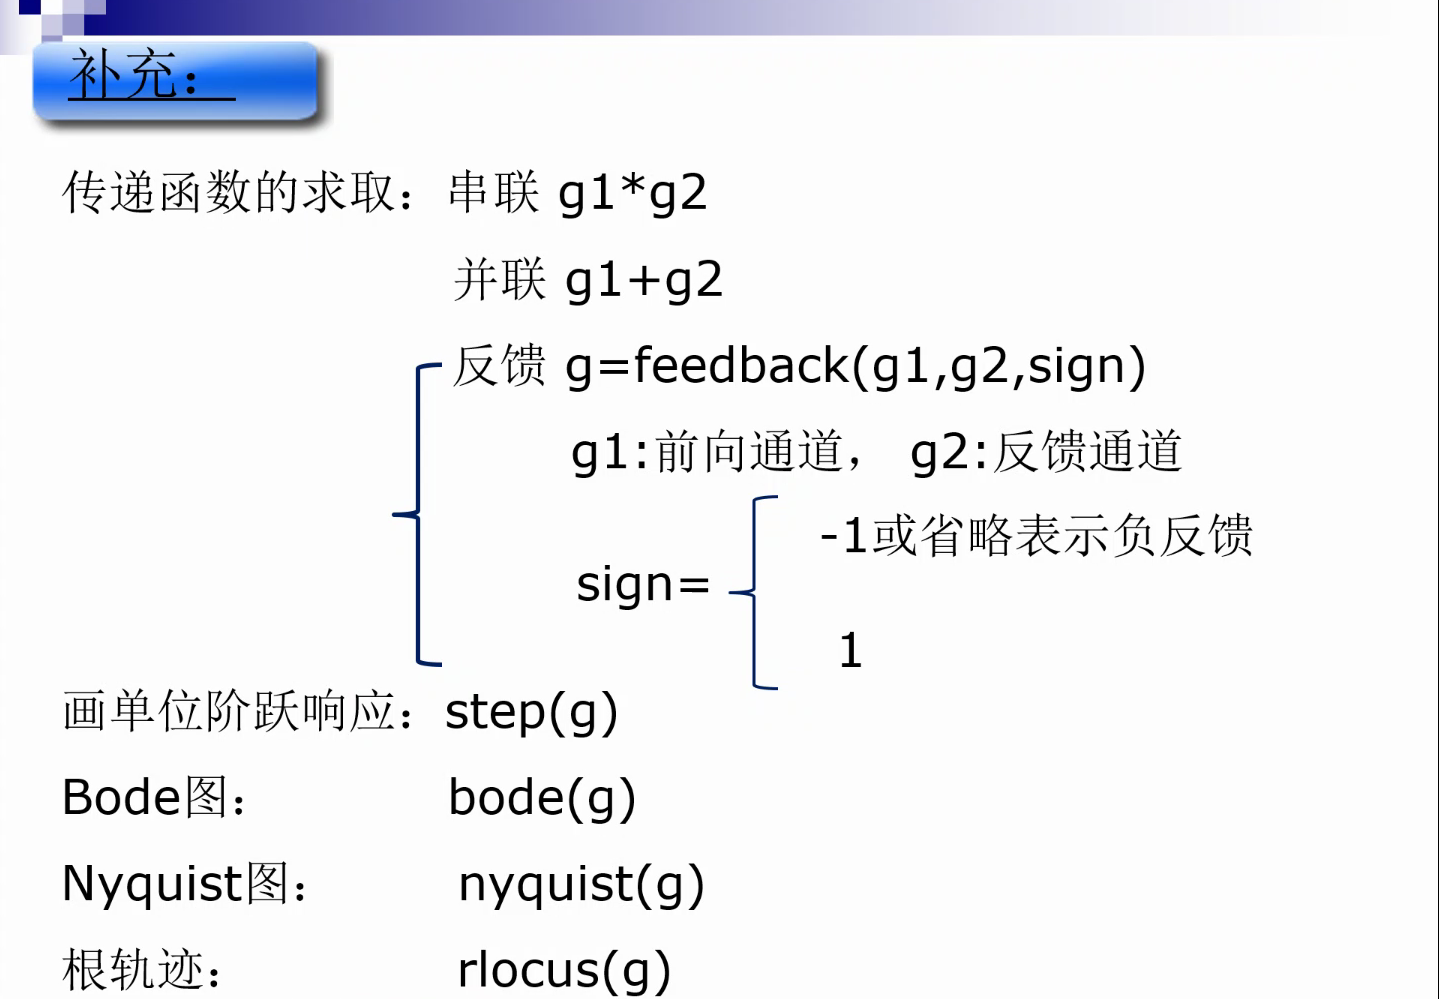 补充：
传递函数的求取：串联 g1*g2
并联 g1+g2
反馈 g=feedback(g1,g2,sign)
g1:前向通道， g2:反馈通道
-1或省略表示负反馈
sign=
1
画单位阶跃响应：step(g)
Bode图： bode(g)
Nyquist图： nyquist(g)
根轨迹： rlocus(g)